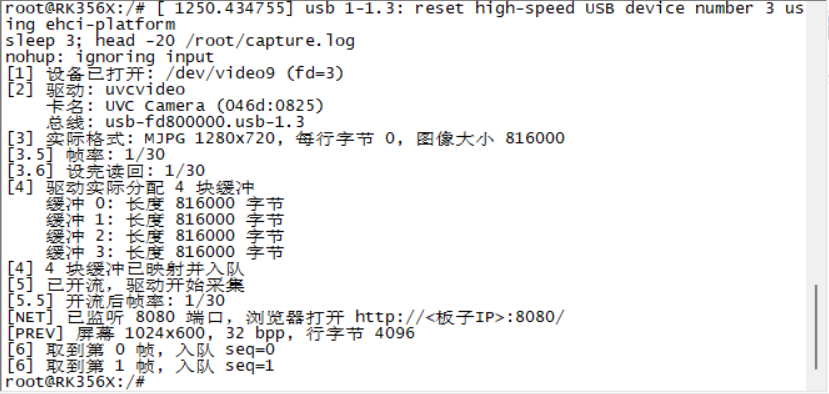 root@RK356X:/# [ 1250.434755] usb 1-1.3: reset high-speed USB device number 3 us
ing ehci-platform
sleep 3; head -20 /root/capture.log
nohup: ignoring input
[1] 设备已打开: /dev/video9 (fd=3)
[2] 驱动: uvcvideo
    卡名: UVC Camera (046d:0825)
    总线: usb-fd800000.usb-1.3
[3] 实际格式: MJPG 1280x720, 每行字节 0, 图像大小 816000
[3.5] 帧率: 1/30
[3.6] 设完读回: 1/30
[4] 驱动实际分配 4 块缓冲
    缓冲 0: 长度 816000 字节
    缓冲 1: 长度 816000 字节
    缓冲 2: 长度 816000 字节
    缓冲 3: 长度 816000 字节
[4] 4 块缓冲已映射并入队
[5] 已开流, 驱动开始采集
[5.5] 开流后帧率: 1/30
[NET] 已监听 8080 端口, 浏览器打开 http://<板子IP>:8080/
[PREV] 屏幕 1024x600, 32 bpp, 行字节 4096
[6] 取到第 0 帧, 入队 seq=0
[6] 取到第 1 帧, 入队 seq=1
root@RK356X:/#